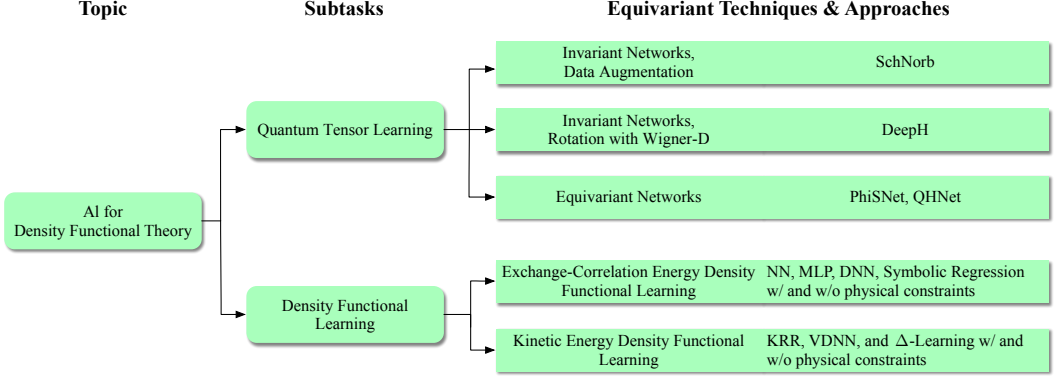 Topic
Subtasks
Equivariant Techniques & Approaches
AI for
Density Functional Theory
Quantum Tensor Learning
Invariant Networks,
Data Augmentation
SchNorb
Invariant Networks,
Rotation with Wigner-D
DeepH
Equivariant Networks
PhiSNet, QHNet
Density Functional
Learning
Exchange-Correlation Energy Density
Functional Learning
NN, MLP, DNN, Symbolic Regression
w/ and w/o physical constraints
Kinetic Energy Density Functional
Learning
KRR, VDNN, and Δ-Learning w/ and
w/o physical constraints